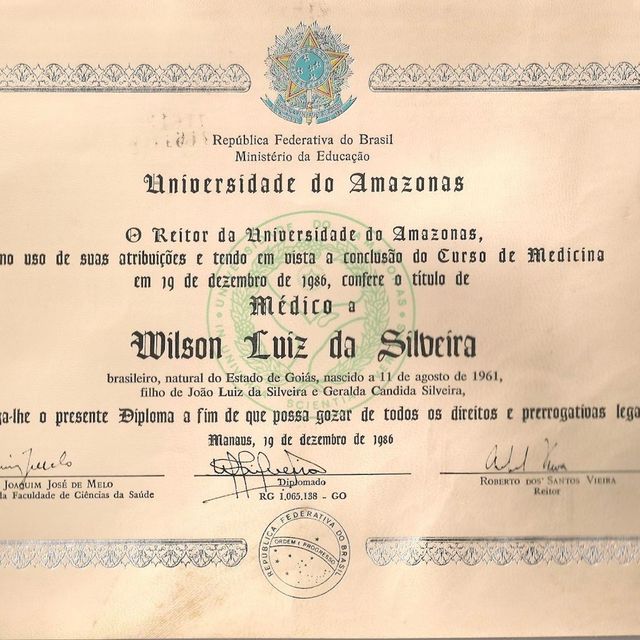 República Federativa do Brasil
Ministério da Educação
Universidade do Amazonas
O Reitor da Universidade do Amazonas,
no uso de suas atribuições e tendo em vista a conclusão do Curso de Medicina
em 19 de dezembro de 1986, confere o título de
Médico a
Wilson Luiz da Silveira
brasileiro, natural do Estado de Goiás, nascido a 11 de agosto de 1961,
filho de João Luiz da Silveira e Geralda Candida Silveira,
ga-lhe o presente Diploma a fim de que possa gozar de todos os direitos e prerrogativas lega
Manaus, 19 de dezembro de 1986
Joaquim José de Melo
da Faculdade de Ciências da Saúde
Diplomado
RG 1,065,138 - GO
Roberto dos Santos Vieira
Reitor
REPÚBLICA FEDERATIVA DO BRASIL
ORDEM E PROGRESSO